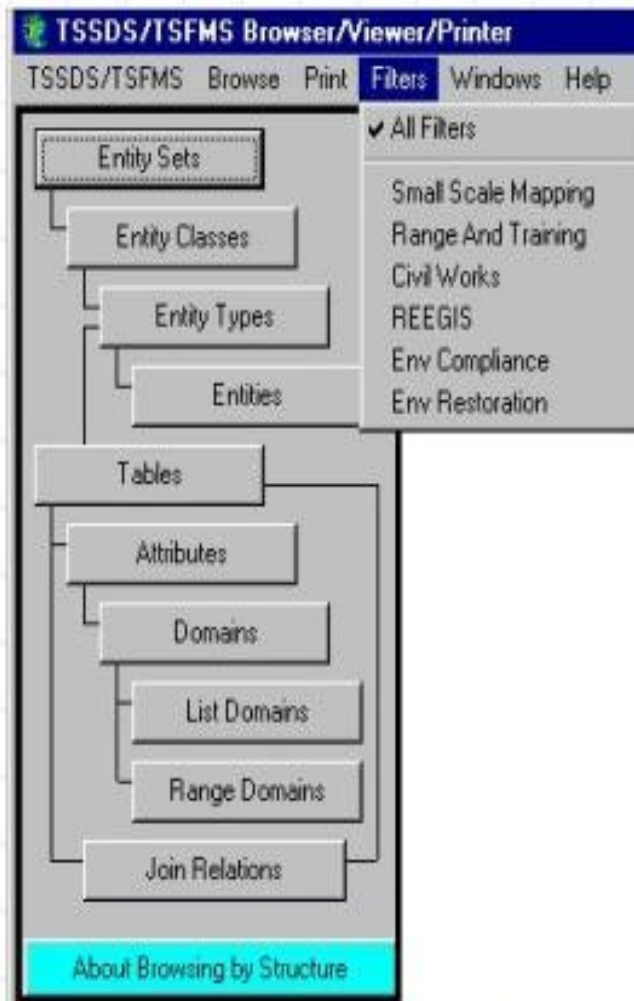 TSSDS/TSFMS Browser/Viewer/Printer
TSSDS/TSFMS Browse Print Filters Windows Help
All Filters
Small Scale Mapping
Range And Training
Civil Works
REEGIS
Env Compliance
Env Restoration
Entity Sets
Entity Classes
Entity Types
Entities
Tables
Attributes
Domains
List Domains
Range Domains
Join Relations
About Browsing by Structure